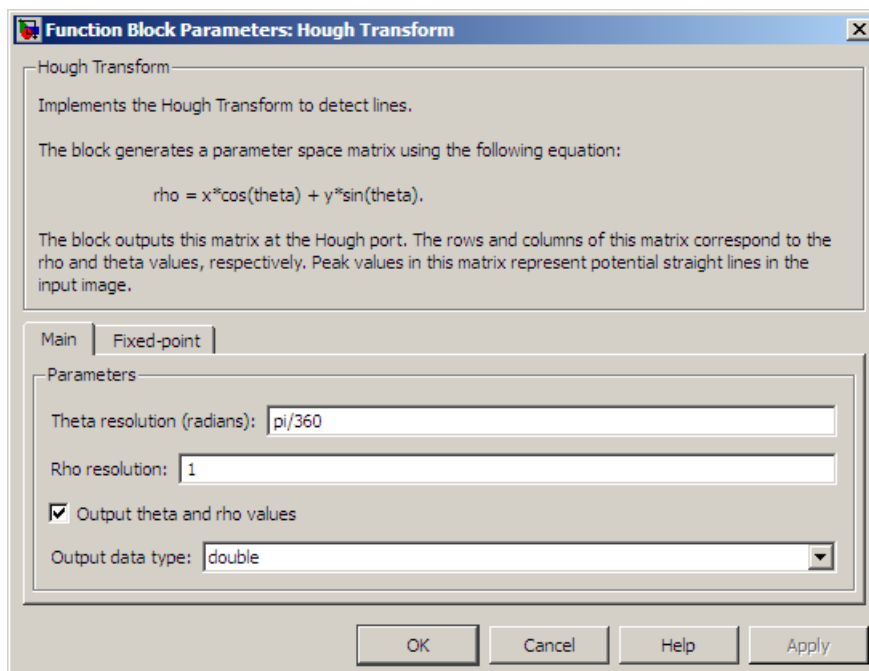 Function Block Parameters: Hough Transform
Hough Transform
Implements the Hough Transform to detect lines.
The block generates a parameter space matrix using the following equation:
rho = x*cos(theta) + y*sin(theta).
The block outputs this matrix at the Hough port. The rows and columns of this matrix correspond to the
rho and theta values, respectively. Peak values in this matrix represent potential straight lines in the
input image.
Main Fixed-point
Parameters
Theta resolution (radians): pi/360
Rho resolution: 1
Output theta and rho values
Output data type: double
OK Cancel Help Apply